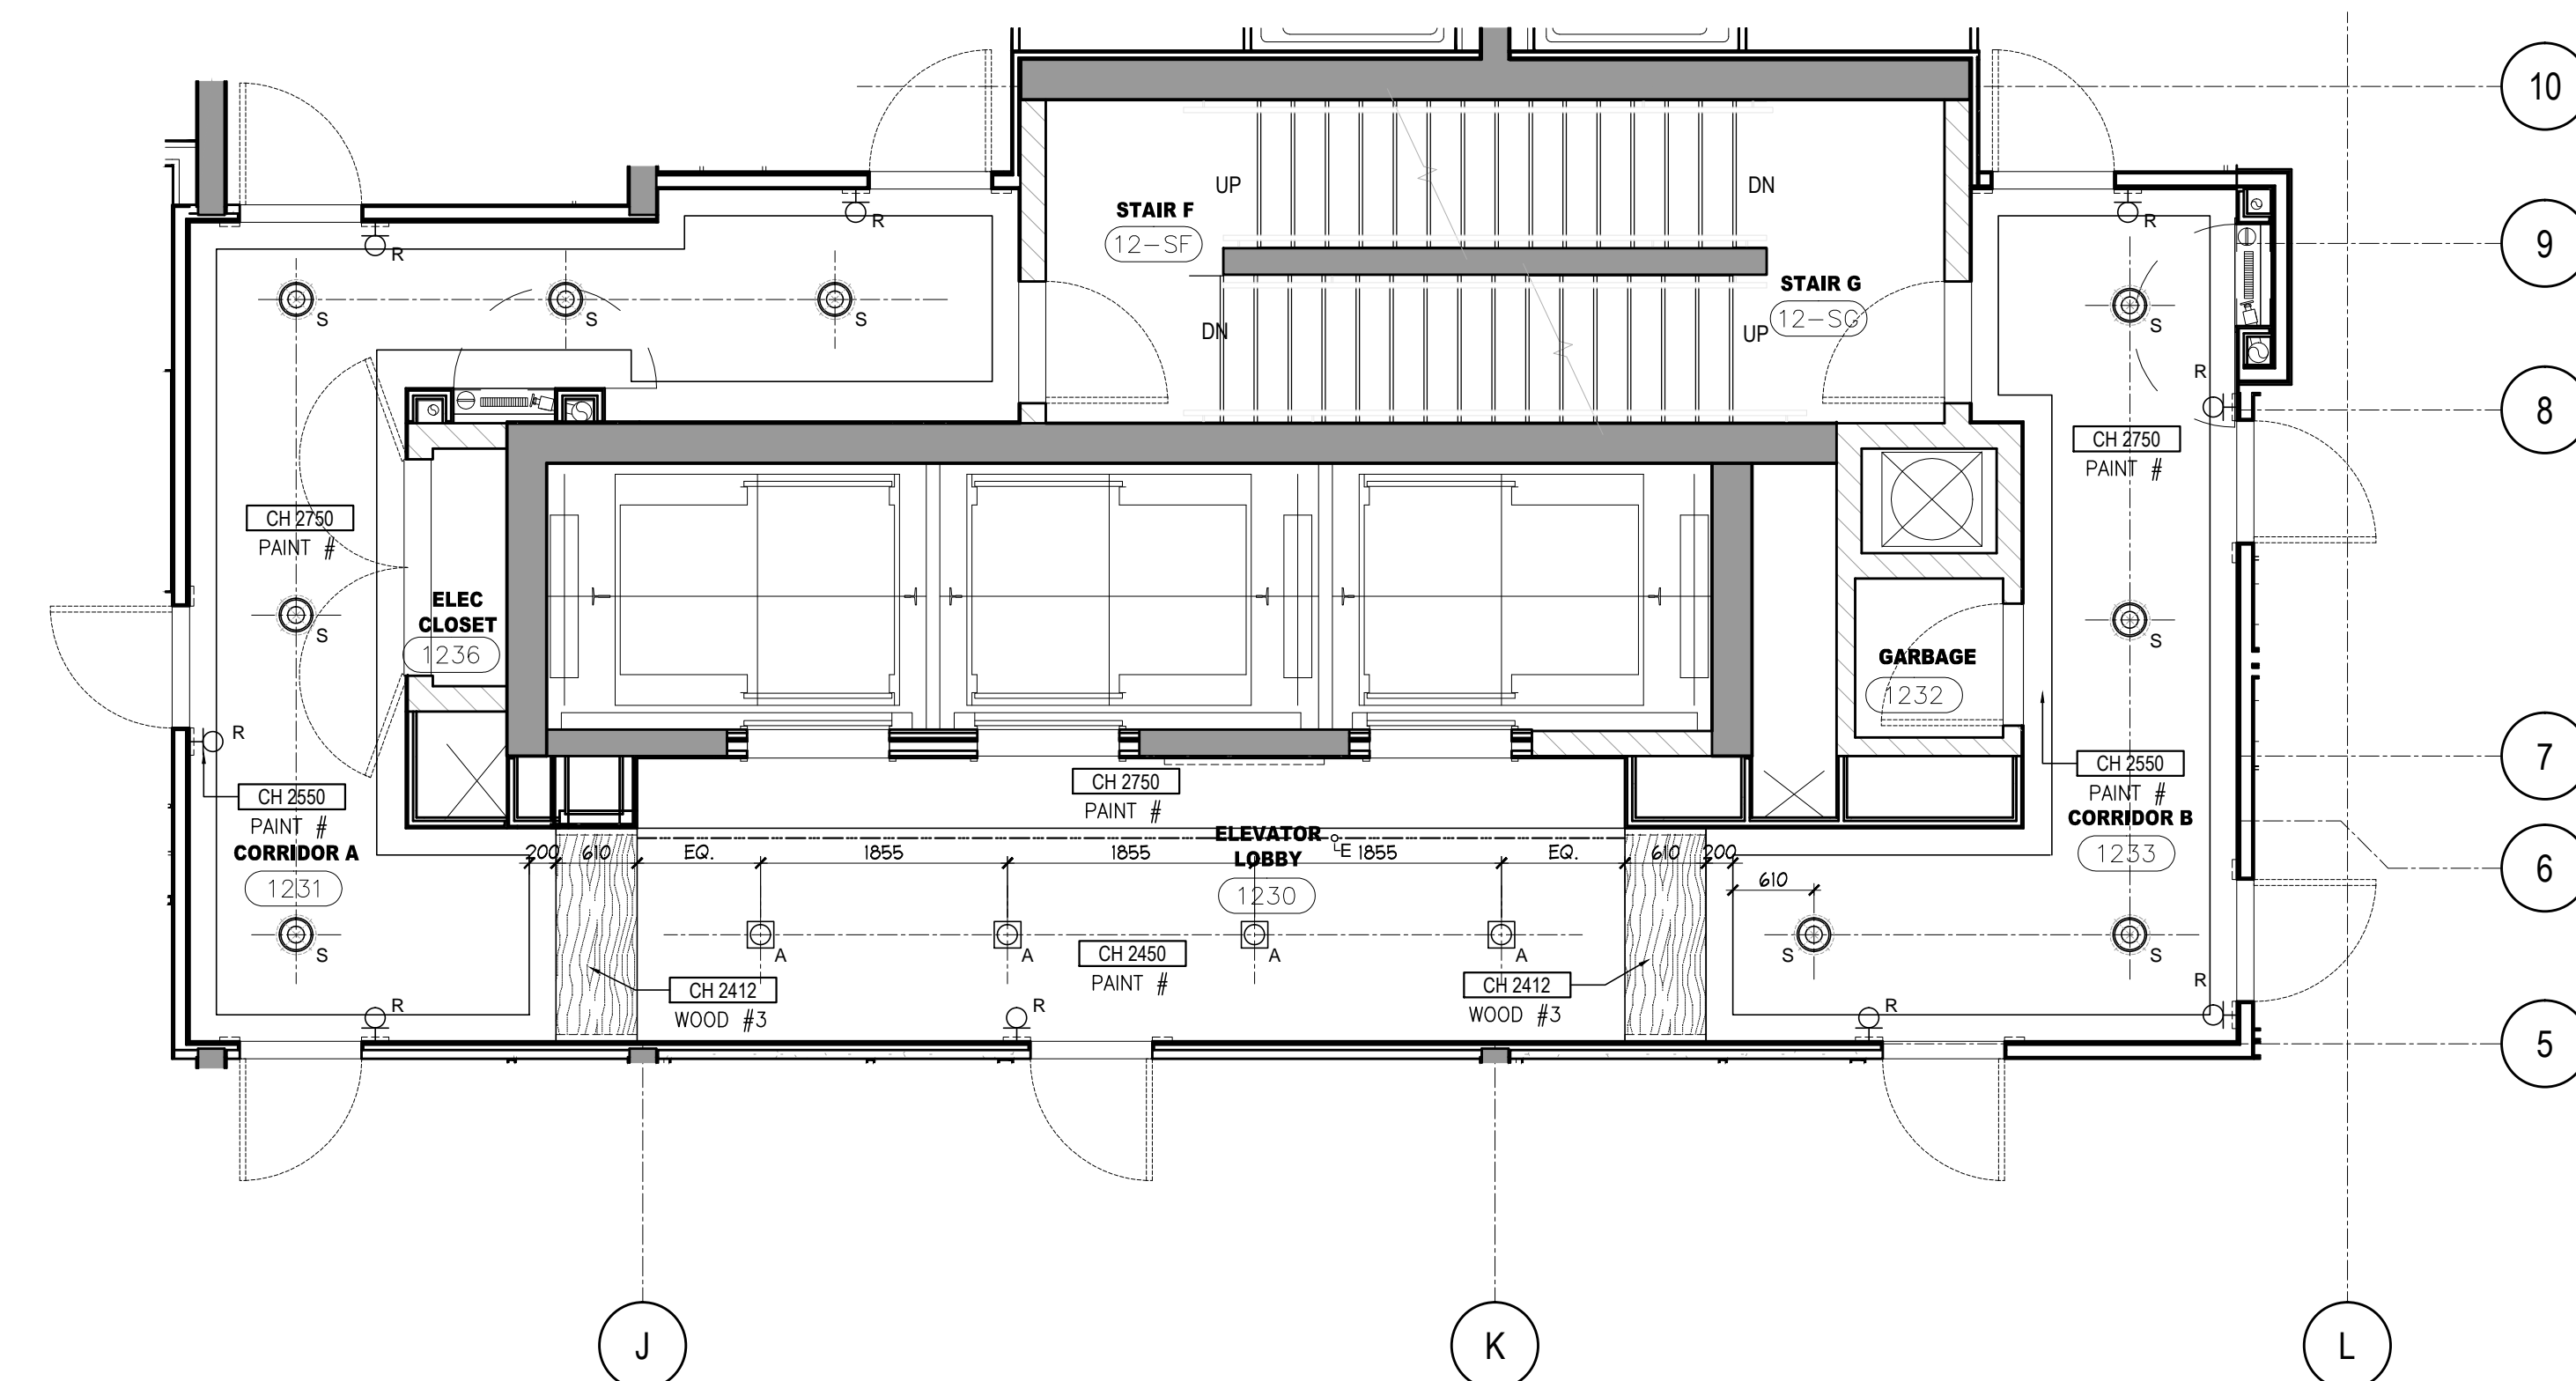 10
UP
DN
STAIR F
12-SF
R
R
R
9
STAIR G
12-SG
S
S
S
S
DN
UP
R
8
CH 2750
PAINT #
CH 2750
PAINT #
ELEC
CLOSET
1236
S
S
GARBAGE
1232
R
7
CH 2550
PAINT #
CH 2750
PAINT #
CH 2550
PAINT #
CORRIDOR A
1231
CORRIDOR B
1233
ELEVATOR
LOBBY
1230
E
200
610
EQ.
1855
1855
1855
EQ.
610
200
610
6
S
A
A
A
A
S
S
CH 2450
PAINT #
CH 2412
WOOD #3
CH 2412
WOOD #3
R
R
R
R
5
J
K
L